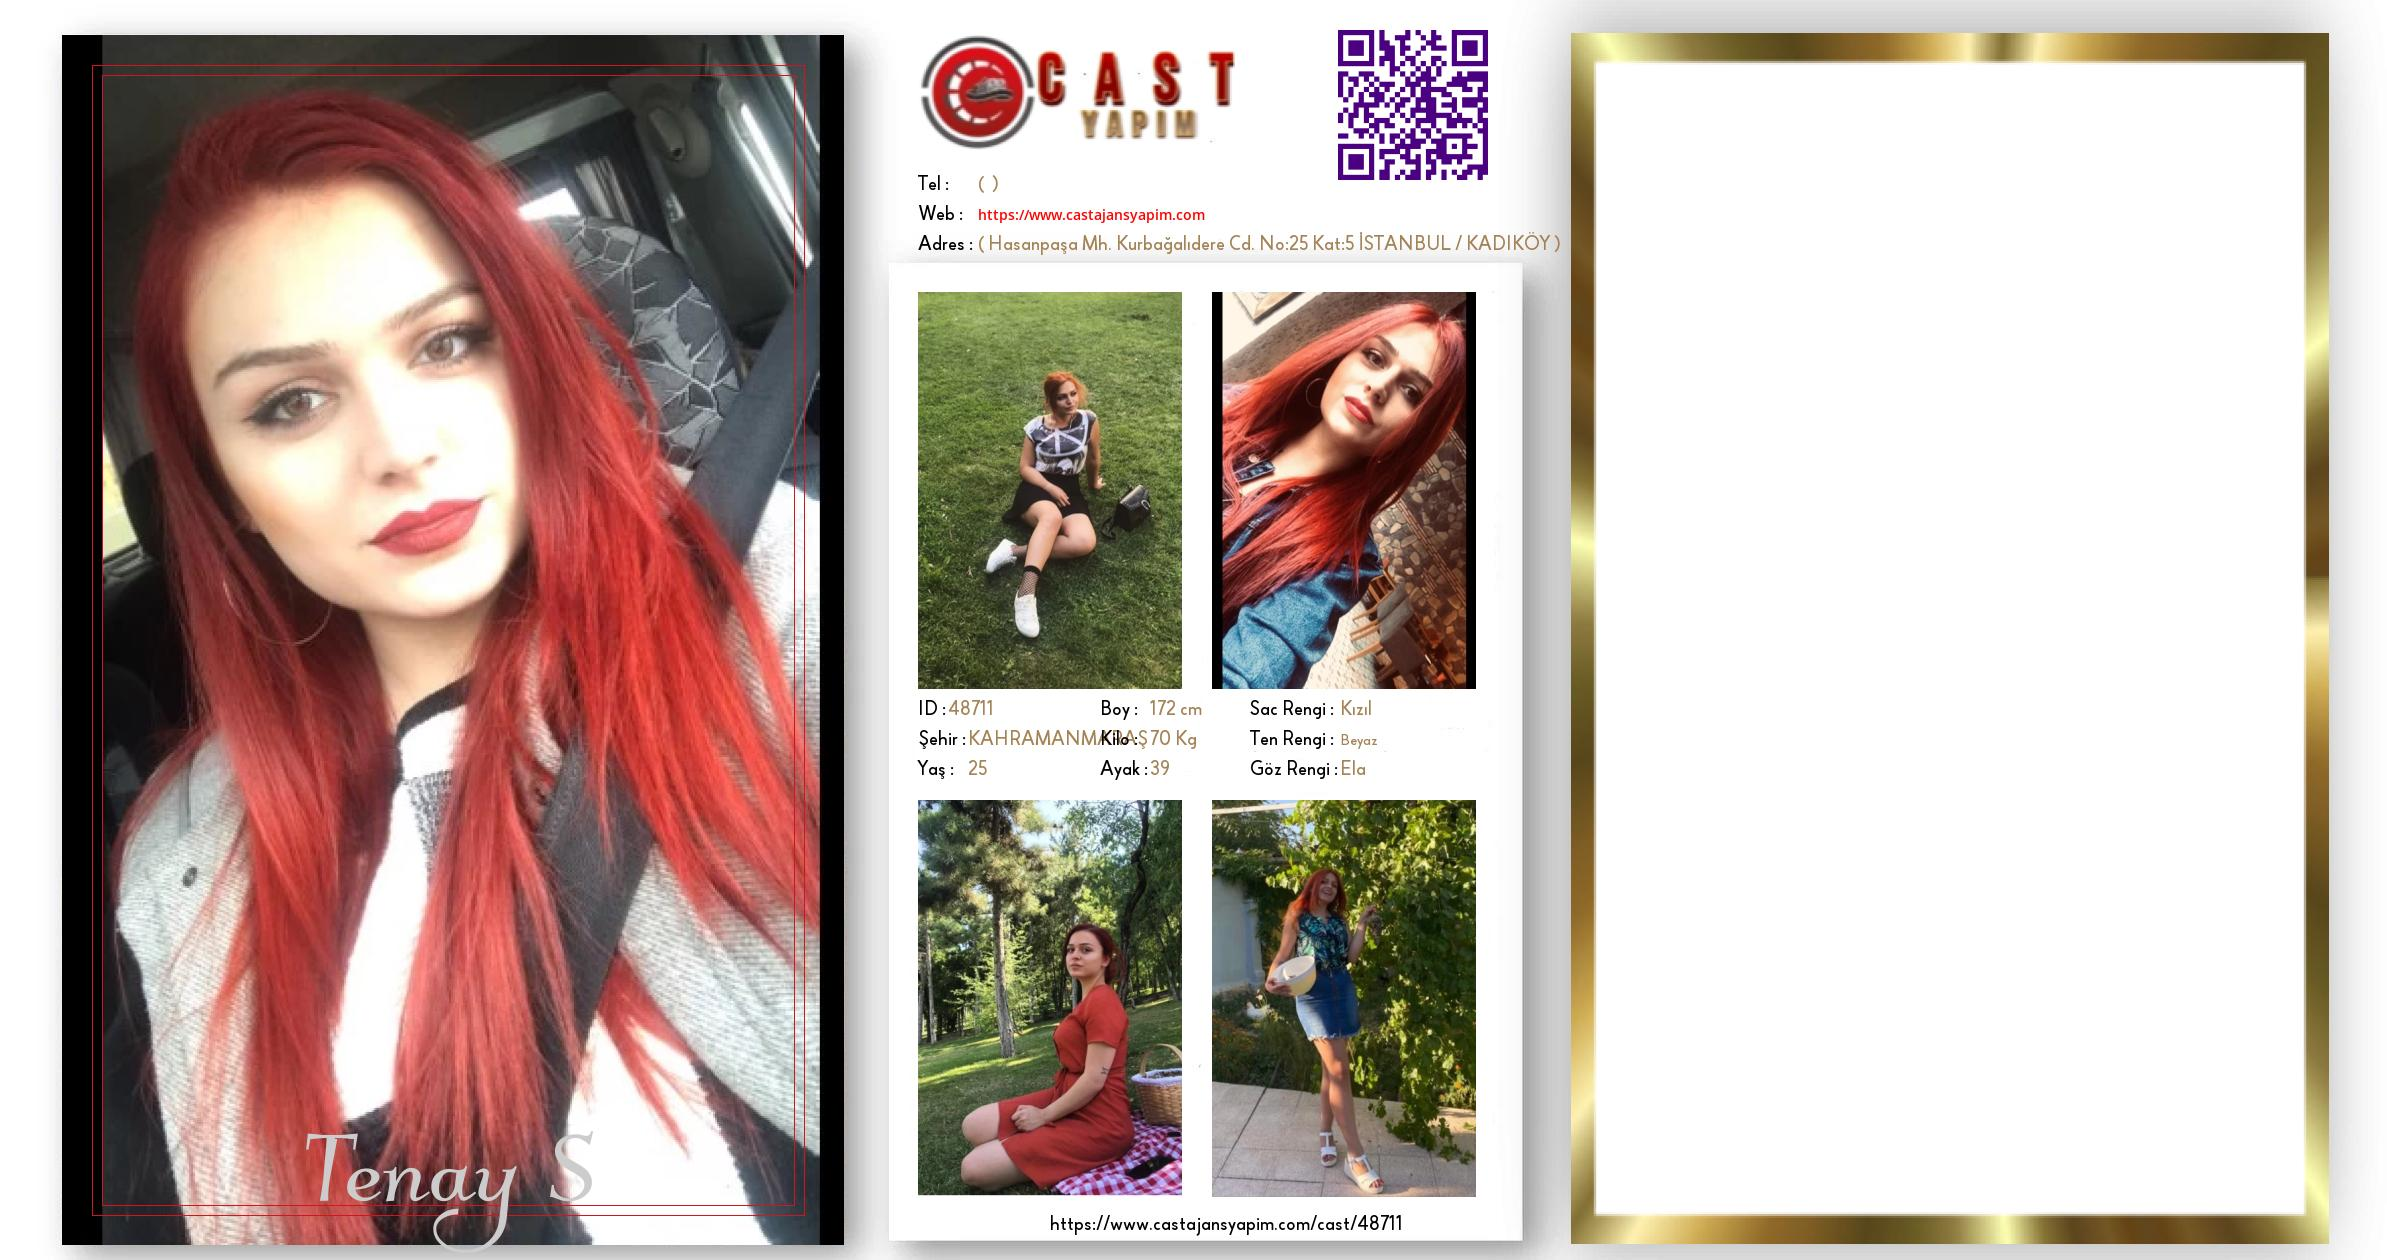 Tenay S
CAST
YAPIM
Tel : ( )
Web : https://www.castajansyapim.com
Adres : ( Hasanpaşa Mh. Kurbağalıdere Cd. No:25 Kat:5 İSTANBUL / KADIKÖY )
ID : 48711 Boy : 172 cm Sac Rengi : Kızıl
Şehir : KAHRAMANMARAŞ Kilo : 70 Kg Ten Rengi : Beyaz
Yaş : 25 Ayak : 39 Göz Rengi : Ela
https://www.castajansyapim.com/cast/48711